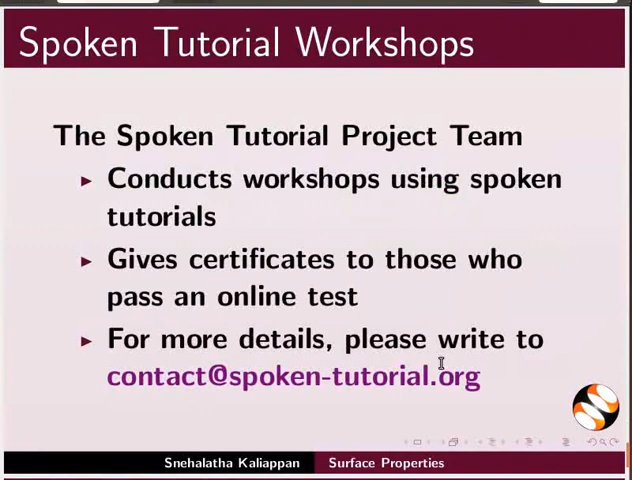 Spoken Tutorial Workshops
The Spoken Tutorial Project Team
Conducts workshops using spoken
tutorials
Gives certificates to those who
pass an online test
For more details, please write to
contact@spoken-tutorial.org
Snehalatha Kaliappan Surface Properties